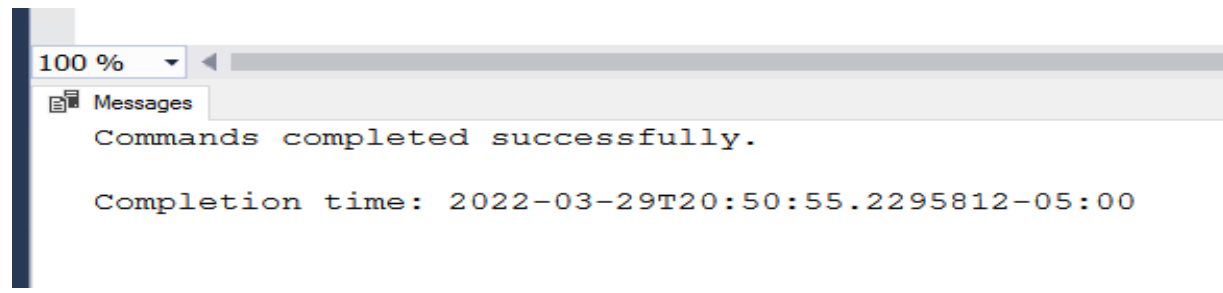 100 %
Messages
Commands completed successfully.
Completion time: 2022-03-29T20:50:55.2295812-05:00